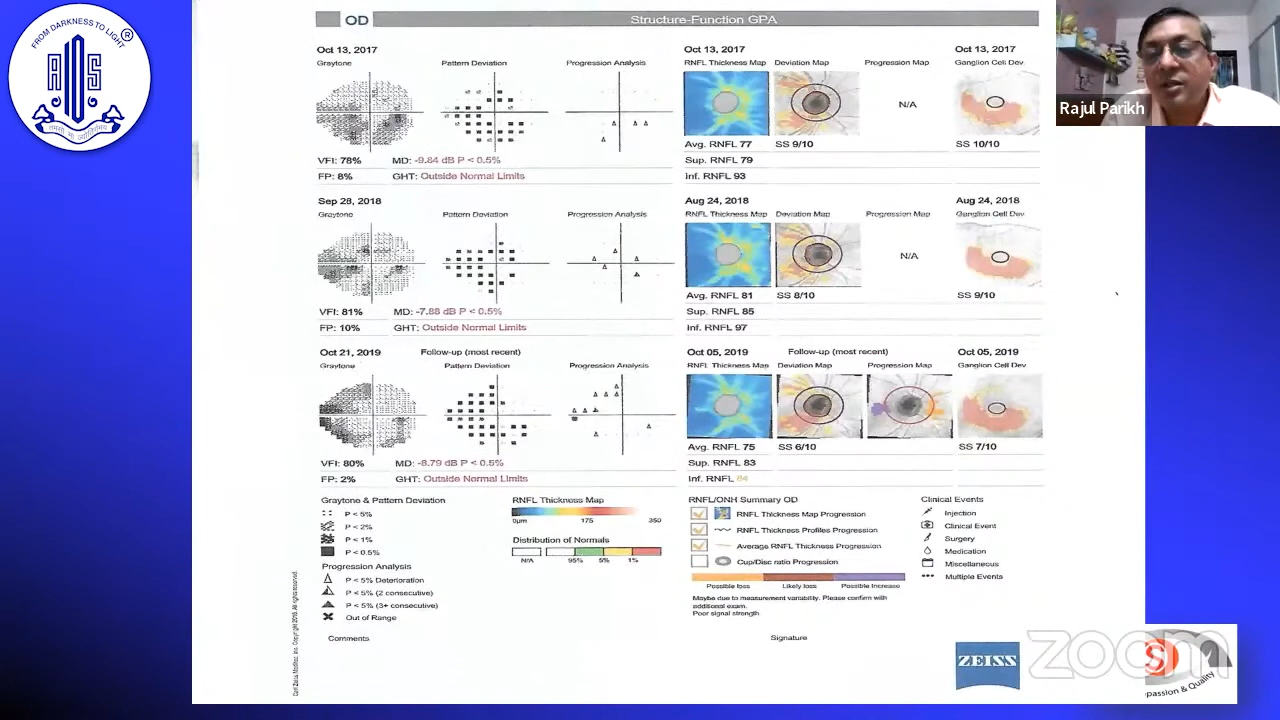 FROM DARKNESS TO LIGHT
®
AIOS
OD
Structure-Function GPA
Rajul Parikh
Oct 13, 2017
Graytone Pattern Deviation Progression Analysis
VFI: 78% MD: -9.84 dB P < 0.5%
FP: 8% GHT: Outside Normal Limits
Oct 13, 2017 Oct 13, 2017
RNFL Thickness Map Deviation Map Progression Map Ganglion Cell Dev.
N/A
Avg. RNFL 77 SS 9/10 SS 10/10
Sup. RNFL 79
Inf. RNFL 93
Sep 28, 2018
Graytone Pattern Deviation Progression Analysis
VFI: 81% MD: -7.88 dB P < 0.5%
FP: 10% GHT: Outside Normal Limits
Aug 24, 2018 Aug 24, 2018
RNFL Thickness Map Deviation Map Progression Map Ganglion Cell Dev.
N/A
Avg. RNFL 81 SS 8/10 SS 9/10
Sup. RNFL 85
Inf. RNFL 97
Oct 21, 2019 Follow-up (most recent)
Graytone Pattern Deviation Progression Analysis
VFI: 80% MD: -8.79 dB P < 0.5%
FP: 2% GHT: Outside Normal Limits
Oct 05, 2019 Follow-up (most recent) Oct 05, 2019
RNFL Thickness Map Deviation Map Progression Map Ganglion Cell Dev.
Avg. RNFL 75 SS 6/10 SS 7/10
Sup. RNFL 83
Inf. RNFL 84
Graytone & Pattern Deviation
P < 5%
P < 2%
P < 1%
P < 0.5%
Progression Analysis
P < 5% Deterioration
P < 5% (2 consecutive)
P < 5% (3+ consecutive)
Out of Range
RNFL Thickness Map
0µm 175 350
Distribution of Normals
N/A 95% 5% 1%
RNFL/ONH Summary OD
RNFL Thickness Map Progression
RNFL Thickness Profiles Progression
Average RNFL Thickness Progression
Cup/Disc ratio Progression
Possible loss Likely loss Possible Increase
Maybe due to measurement variability. Please confirm with
additional exam.
Poor signal strength
Clinical Events
Injection
Clinical Event
Surgery
Medication
Miscellaneous
Multiple Events
Comments Signature
ZEISS
zoom
passion & Quality